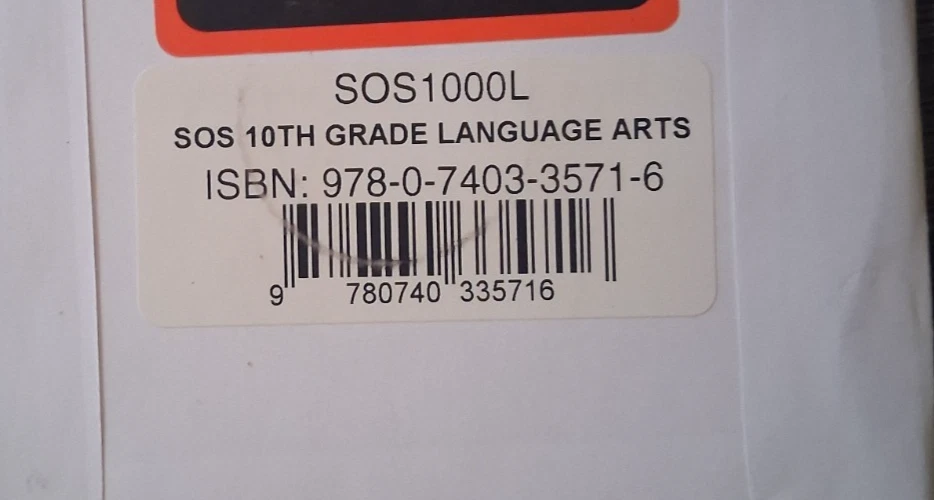 SOS1000L
SOS 10TH GRADE LANGUAGE ARTS
ISBN: 978-0-7403-3571-6
9 780740 335716